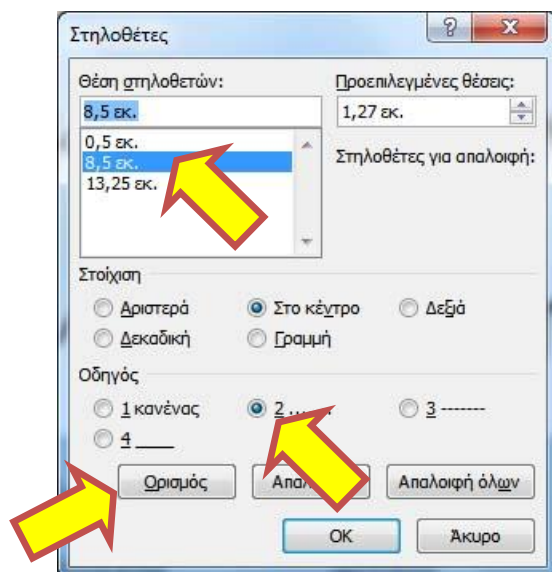 Στηλοθέτες
Θέση στηλοθετών: Προεπιλεγμένες θέσεις:
8,5 εκ. 1,27 εκ.
0,5 εκ.
8,5 εκ. Στηλοθέτες για απαλοιφή:
13,25 εκ.
Στοίχιση
Αριστερά Στο κέντρο Δεξιά
Δεκαδική Γραμμή
Οδηγός
1 κανένας 2 ....... 3 -------
4 ____
Ορισμός Απαλοιφή όλων
OK Άκυρο